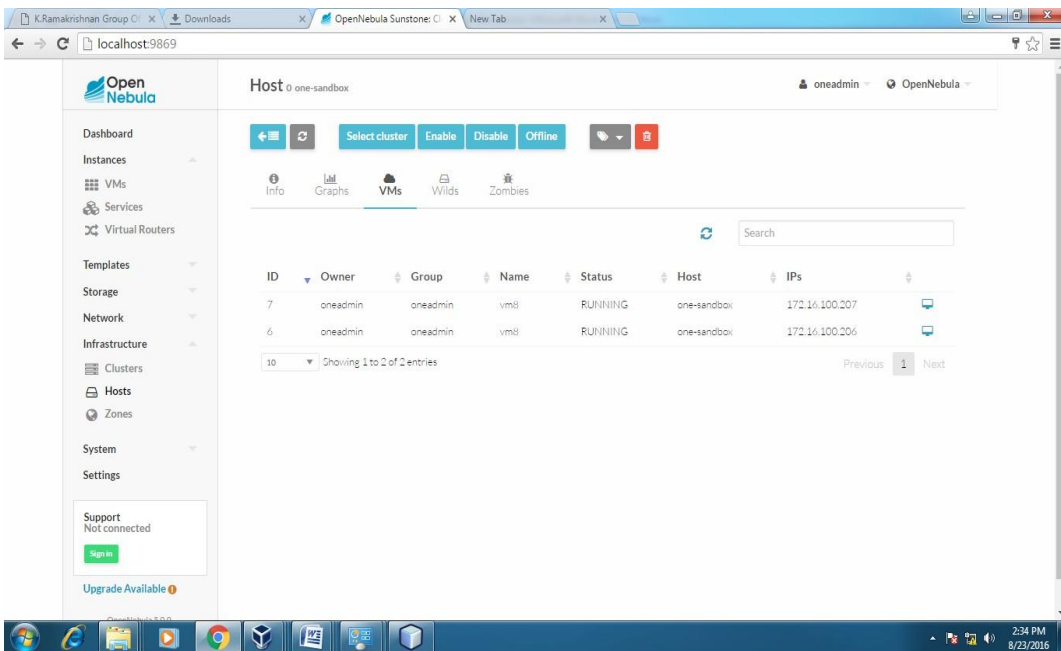 K.Ramakrishnan Group O
Downloads
OpenNebula Sunstone: Cl
New Tab
localhost:9869
Open Nebula
Host 0 one-sandbox
oneadmin
OpenNebula
Dashboard
Instances
VMs
Services
Virtual Routers
Templates
Storage
Network
Infrastructure
Clusters
Hosts
Zones
System
Settings
Support
Not connected
Sign in
Upgrade Available
OpenNebula 5.0.0
Select cluster
Enable
Disable
Offline
Info
Graphs
VMs
Wilds
Zombies
Search
ID Owner Group Name Status Host IPs
7 oneadmin oneadmin vm8 RUNNING one-sandbox 172.16.100.207
6 oneadmin oneadmin vm8 RUNNING one-sandbox 172.16.100.206
10 Showing 1 to 2 of 2 entries
Previous 1 Next
2:34 PM
8/23/2016